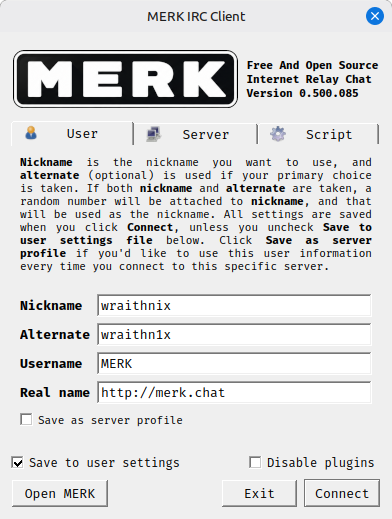 MERK IRC Client
MERK
Free And Open Source
Internet Relay Chat
Version 0.500.085
User
Server
Script
Nickname is the nickname you want to use, and
alternate (optional) is used if your primary choice
is taken. If both nickname and alternate are taken, a
random number will be attached to nickname, and that
will be used as the nickname. All settings are saved
when you click Connect, unless you uncheck Save to
user settings file below. Click Save as server
profile if you'd like to use this user information
every time you connect to this specific server.
Nickname wraithnix
Alternate wraithn1x
Username MERK
Real name http://merk.chat
Save as server profile
Save to user settings Disable plugins
Open MERK Exit Connect